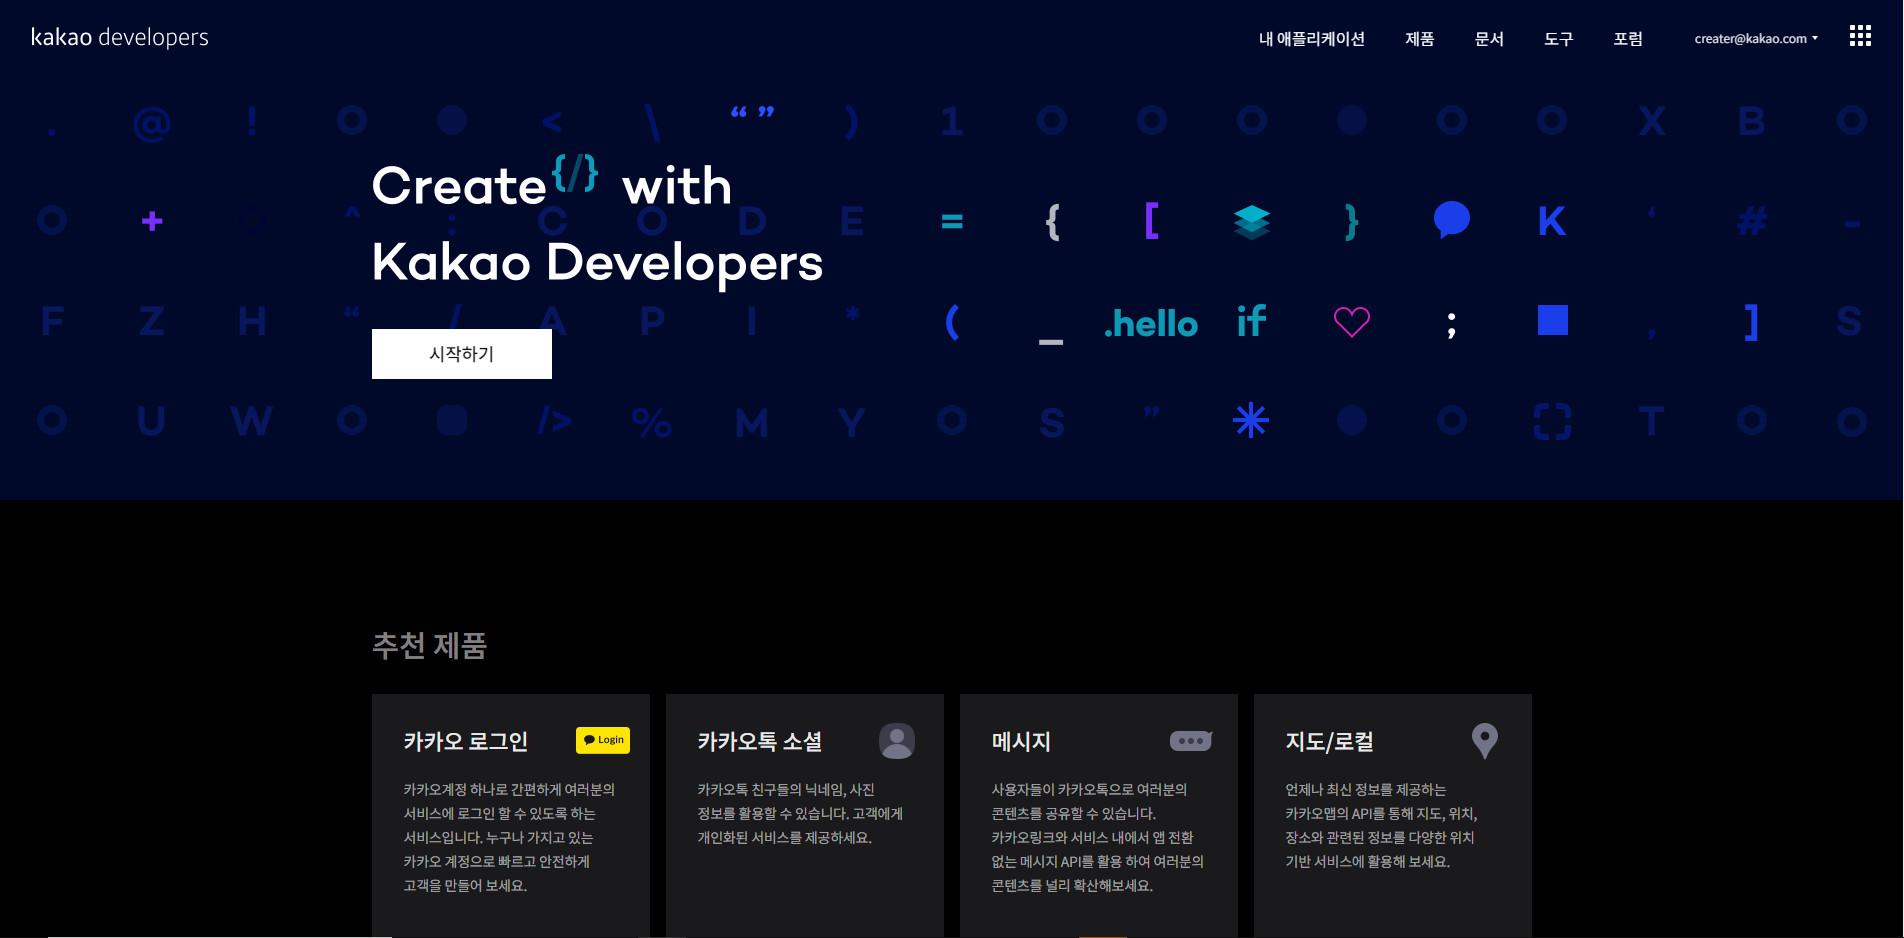 kakao developers
내 애플리케이션 제품 문서 도구 포럼 creater@kakao.com
. @ ! < \ “ ” ) 1 X B
Create {/} with
+ ^ : C O D E = { [ } K ‘ # -
Kakao Developers
F Z H “ / A P I * ( _ .hello if ; , ] S
시작하기
U W /> % M Y S ” T
추천 제품
카카오 로그인 Login
카카오계정 하나로 간편하게 여러분의
서비스에 로그인 할 수 있도록 하는
서비스입니다. 누구나 가지고 있는
카카오 계정으로 빠르고 안전하게
고객을 만들어 보세요.
카카오톡 소셜
카카오톡 친구들의 닉네임, 사진
정보를 활용할 수 있습니다. 고객에게
개인화된 서비스를 제공하세요.
메시지
사용자들이 카카오톡으로 여러분의
콘텐츠를 공유할 수 있습니다.
카카오링크와 서비스 내에서 앱 전환
없는 메시지 API를 활용 하여 여러분의
콘텐츠를 널리 확산해보세요.
지도/로컬
언제나 최신 정보를 제공하는
카카오맵의 API를 통해 지도, 위치,
장소와 관련된 정보를 다양한 위치
기반 서비스에 활용해 보세요.